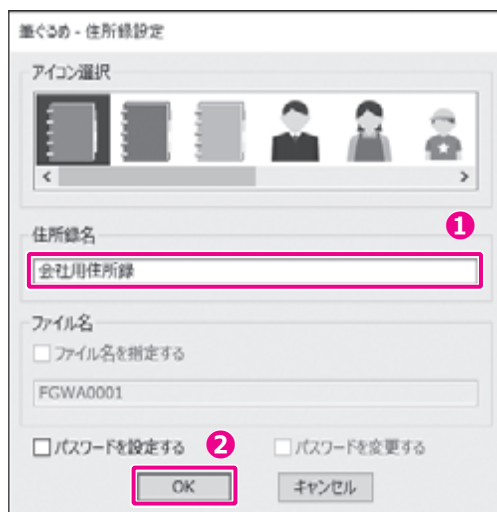 筆ぐるめ - 住所録設定
アイコン選択
<
>
住所録名
1
会社用住所録
ファイル名
ファイル名を指定する
FGWA0001
パスワードを設定する
2
パスワードを変更する
OK
キャンセル